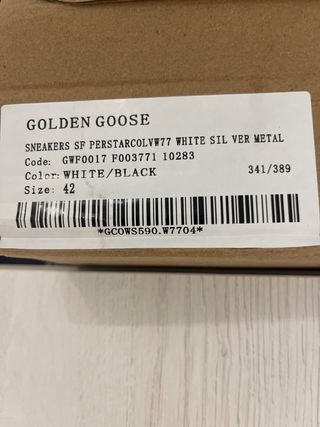 GOLDEN GOOSE
SNEAKERS SF PERSTARCOLVW77 WHITE SIL VER METAL
Code: GWF0017 F003771 10283
Color: WHITE/BLACK 341/389
Size: 42
*GCOWS590.W7704*